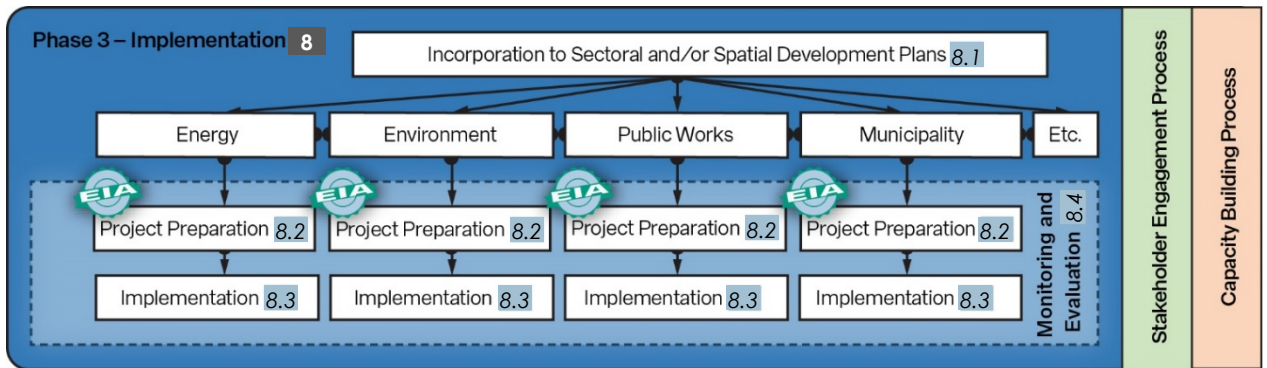 Phase 3 – Implementation 8
Incorporation to Sectoral and/or Spatial Development Plans 8.1
Energy
Environment
Public Works
Municipality
Etc.
EIA
EIA
EIA
EIA
Project Preparation 8.2
Project Preparation 8.2
Project Preparation 8.2
Project Preparation 8.2
Implementation 8.3
Implementation 8.3
Implementation 8.3
Implementation 8.3
Monitoring and
Evaluation 8.4
Stakeholder Engagement Process
Capacity Building Process